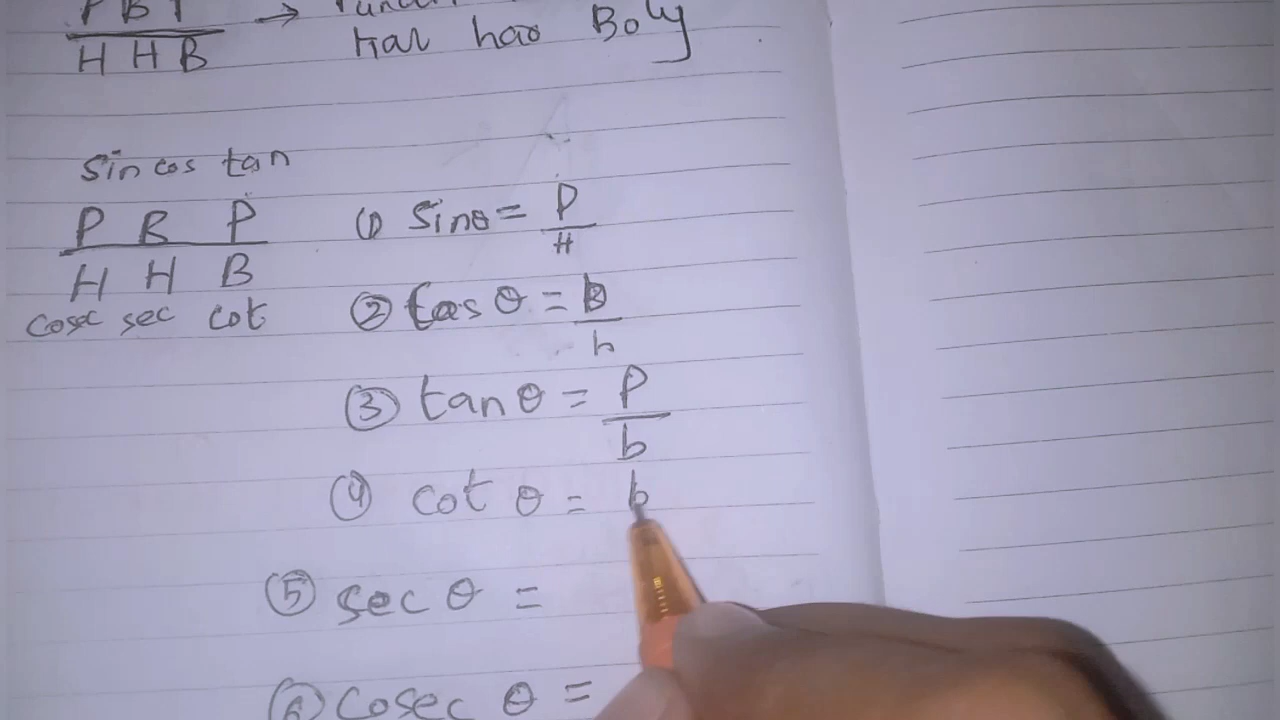 P B P
H H B
→
har hao Boly
Sin cos tan
P B P
H H B
Cosec sec cot
(1) Sinθ = P
H
(2) cos θ = B
h
(3) tan θ = P
b
(4) cot θ = b
(5) sec θ =
(6) cosec θ =